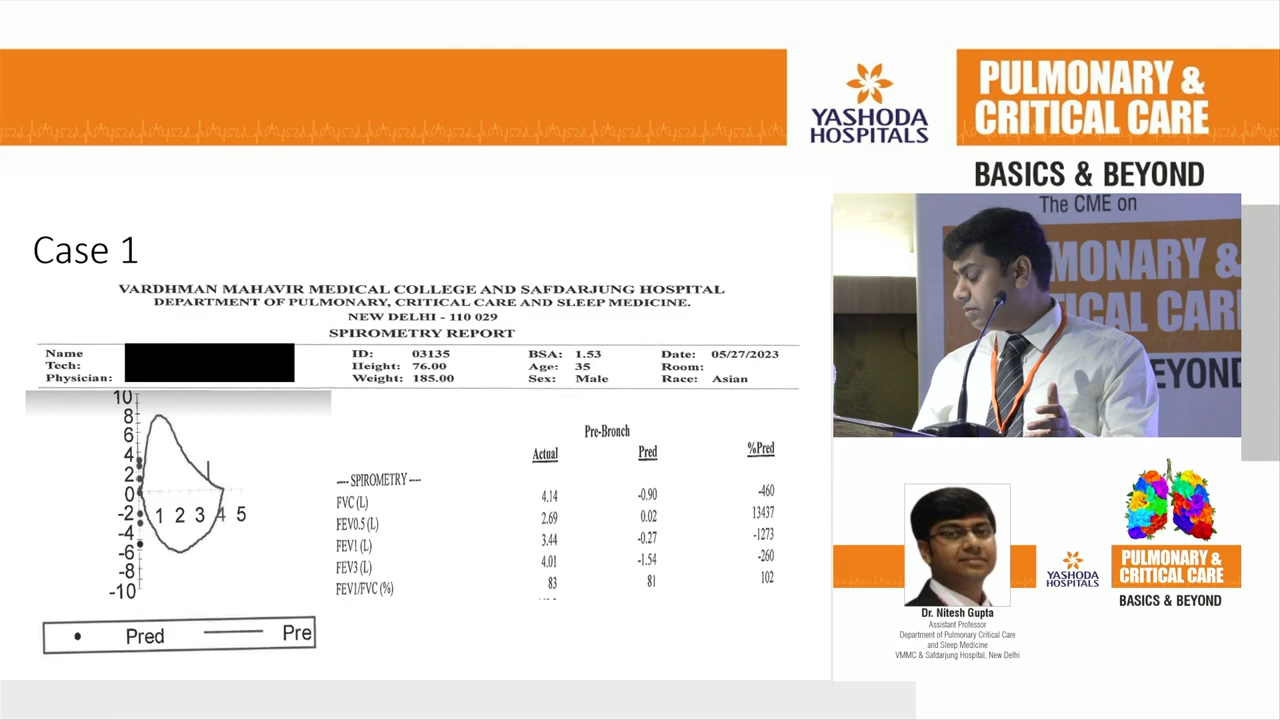 YASHODA
HOSPITALS
PULMONARY &
CRITICAL CARE
BASICS & BEYOND
The CME on
MONARY &
ICAL CAR
EYOND
Case 1
VARDHMAN MAHAVIR MEDICAL COLLEGE AND SAFDARJUNG HOSPITAL
DEPARTMENT OF PULMONARY, CRITICAL CARE AND SLEEP MEDICINE.
NEW DELHI - 110 029
SPIROMETRY REPORT
Name ID: 03135 BSA: 1.53 Date: 05/27/2023
Tech: Height: 76.00 Age: 35 Room:
Physician: Weight: 185.00 Sex: Male Race: Asian
10
8
6
4
2
0
-2 1 2 3 4 5
-4
-6
-8
-10
Pred Pre
Pre-Bronch
Actual Pred %Pred
---- SPIROMETRY ----
FVC (L) 4.14 -0.90 -460
FEV0.5 (L) 2.69 0.02 13437
FEV1 (L) 3.44 -0.27 -1273
FEV3 (L) 4.01 -1.54 -260
FEV1/FVC (%) 83 81 102
Dr. Nitesh Gupta
Assistant Professor
Department of Pulmonary Critical Care
and Sleep Medicine
VMMC & Safdarjung Hospital, New Delhi
YASHODA
HOSPITALS
PULMONARY &
CRITICAL CARE
BASICS & BEYOND